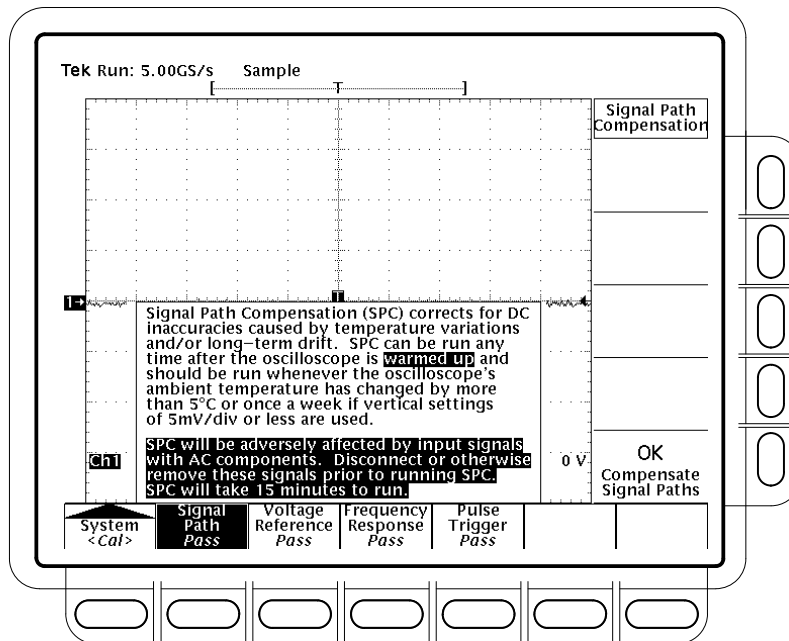 Tek Run: 5.00GS/s Sample
[ T ]
Signal Path
Compensation
T
1→
Signal Path Compensation (SPC) corrects for DC
inaccuracies caused by temperature variations
and/or long−term drift. SPC can be run any
time after the oscilloscope is warmed up and
should be run whenever the oscilloscope's
ambient temperature has changed by more
than 5°C or once a week if vertical settings
of 5mV/div or less are used.
SPC will be adversely affected by input signals
with AC components. Disconnect or otherwise
remove these signals prior to running SPC.
SPC will take 15 minutes to run.
Ch1
0 V
OK
Compensate
Signal Paths
System
<Cal>
Signal
Path
Pass
Voltage
Reference
Pass
Frequency
Response
Pass
Pulse
Trigger
Pass